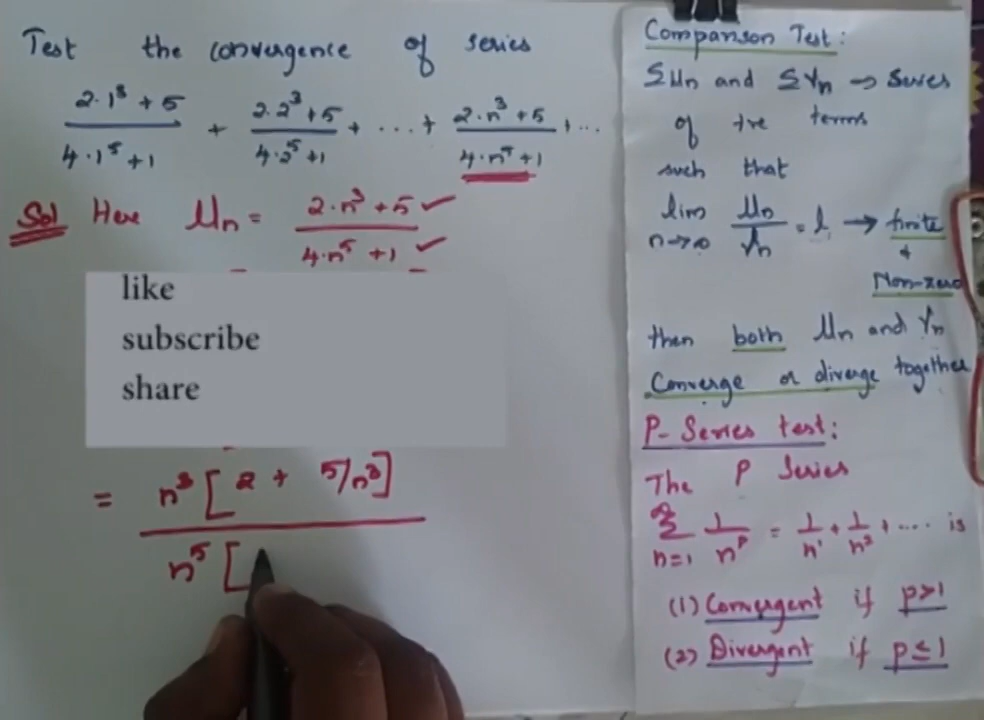 Test the convergence of series
2·1³ + 5 / 4·1⁵ + 1 + 2·2³ + 5 / 4·2⁵ + 1 + ... + 2·n³ + 5 / 4·n⁵ + 1 + ...
Sol Here Un = 2·n³ + 5 ✓ / 4·n⁵ + 1 ✓
like
subscribe
share
= n³ [ 2 + 5/n³ ] / n⁵ [
Comparison Test:
ΣUn and ΣVn → Series
of +ve terms
such that
lim n→∞ Un / Vn = l → finite
&
Non-zero
then both Un and Vn
Converge or diverge together
P-Series test:
The P Series
∞ Σ n=1 1/nᵖ = 1/n¹ + 1/n² + .... is
(1) Convergent if p>1
(2) Divergent if p≤1